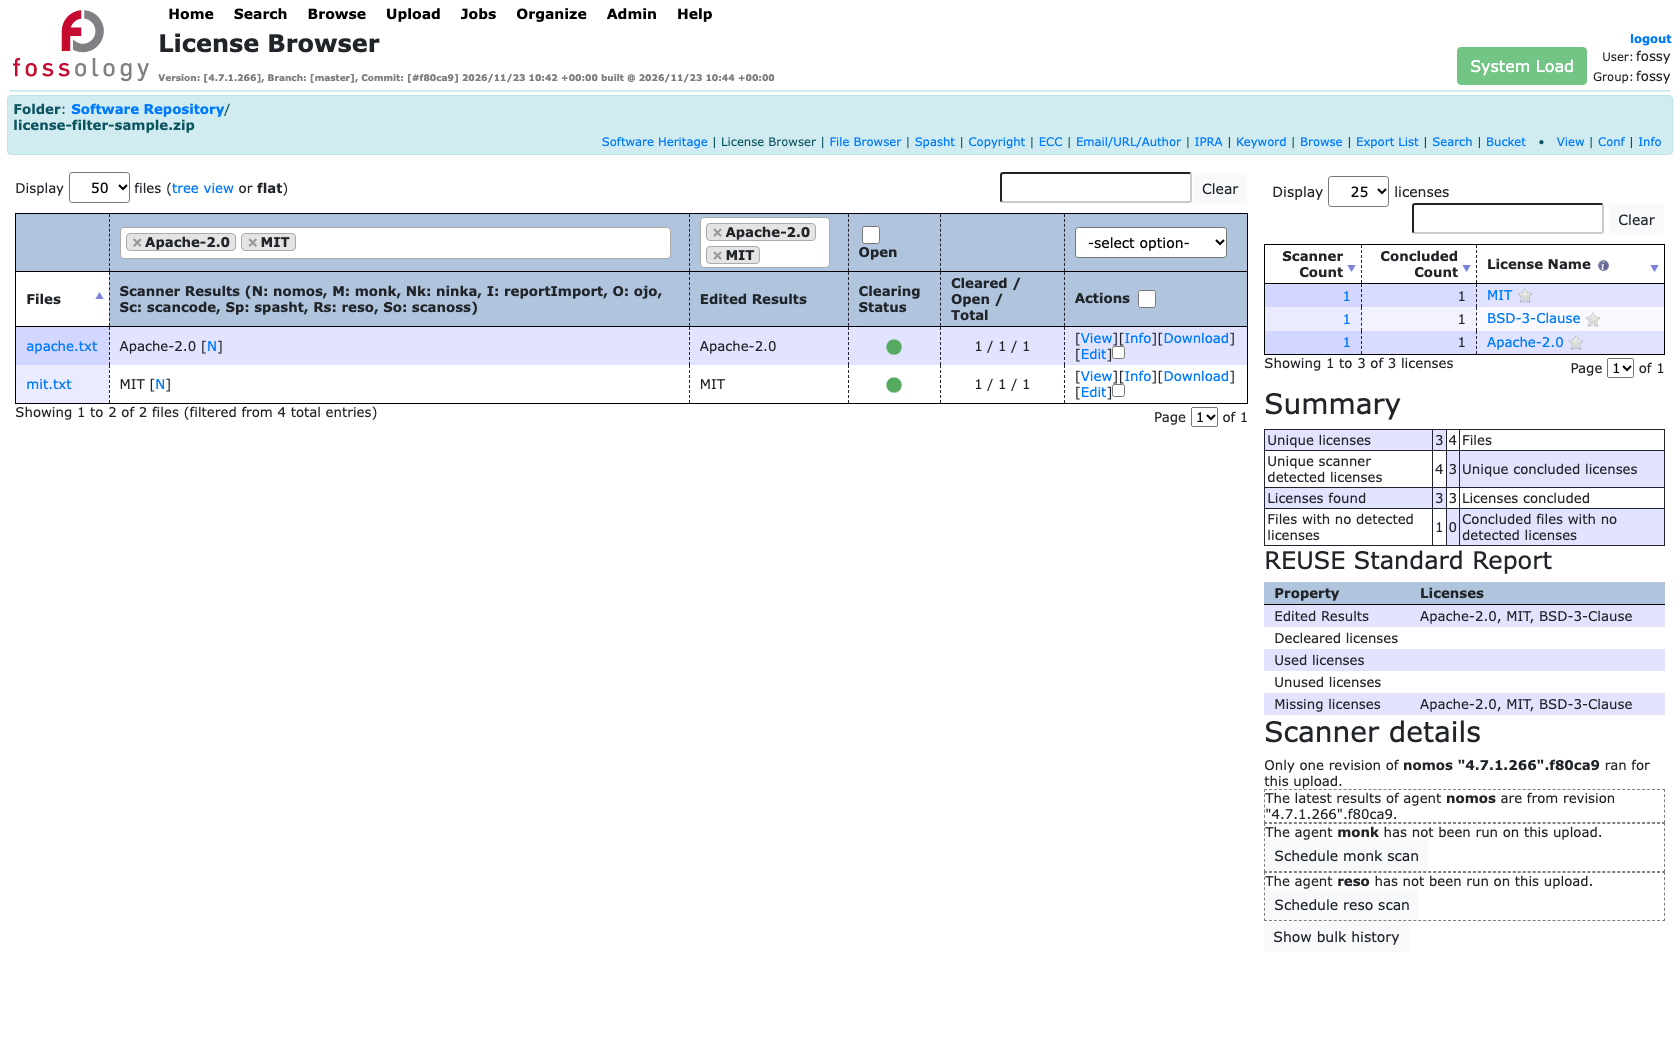 Home Search Browse Upload Jobs Organize Admin Help
fossology
License Browser
Version: [4.7.1.266], Branch: [master], Commit: [#f80ca9] 2026/11/23 10:42 +00:00 built @ 2026/11/23 10:44 +00:00
System Load
logout
User: fossy
Group: fossy
Folder: Software Repository/
license-filter-sample.zip
Software Heritage | License Browser | File Browser | Spasht | Copyright | ECC | Email/URL/Author | IPRA | Keyword | Browse | Export List | Search | Bucket • View | Conf | Info
Display 50 files (tree view or flat)
Clear
× Apache-2.0 × MIT
× Apache-2.0
× MIT
Open
-select option-
Files
Scanner Results (N: nomos, M: monk, Nk: ninka, I: reportImport, O: ojo,
Sc: scancode, Sp: spasht, Rs: reso, So: scanoss)
Edited Results
Clearing
Status
Cleared /
Open /
Total
Actions
apache.txt Apache-2.0 [N] Apache-2.0 1 / 1 / 1 [View][Info][Download]
[Edit]
mit.txt MIT [N] MIT 1 / 1 / 1 [View][Info][Download]
[Edit]
Showing 1 to 2 of 2 files (filtered from 4 total entries)
Page 1 of 1
Display 25 licenses
Clear
Scanner
Count
Concluded
Count
License Name i
1 1 MIT
1 1 BSD-3-Clause
1 1 Apache-2.0
Showing 1 to 3 of 3 licenses
Page 1 of 1
Summary
Unique licenses 3 4 Files
Unique scanner
detected licenses 4 3 Unique concluded licenses
Licenses found 3 3 Licenses concluded
Files with no detected
licenses 1 0 Concluded files with no
detected licenses
REUSE Standard Report
Property Licenses
Edited Results Apache-2.0, MIT, BSD-3-Clause
Decleared licenses
Used licenses
Unused licenses
Missing licenses Apache-2.0, MIT, BSD-3-Clause
Scanner details
Only one revision of nomos "4.7.1.266".f80ca9 ran for
this upload.
The latest results of agent nomos are from revision
"4.7.1.266".f80ca9.
The agent monk has not been run on this upload.
Schedule monk scan
The agent reso has not been run on this upload.
Schedule reso scan
Show bulk history